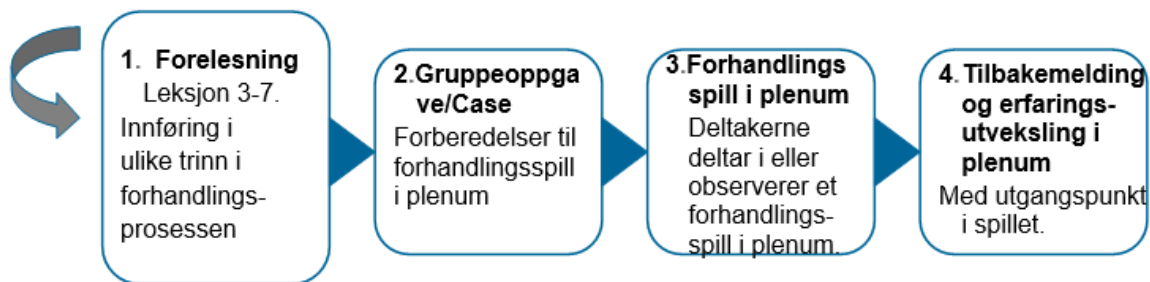 1. Forelesning
Leksjon 3-7.
Innføring i
ulike trinn i
forhandlings-
prosessen
2.Gruppeoppga
ve/Case
Forberedelser til
forhandlingsspill
i plenum
3.Forhandlings
spill i plenum
Deltakerne
deltar i eller
observerer et
forhandlings-
spill i plenum.
4. Tilbakemelding
og erfarings-
utveksling i
plenum
Med utgangspunkt
i spillet.